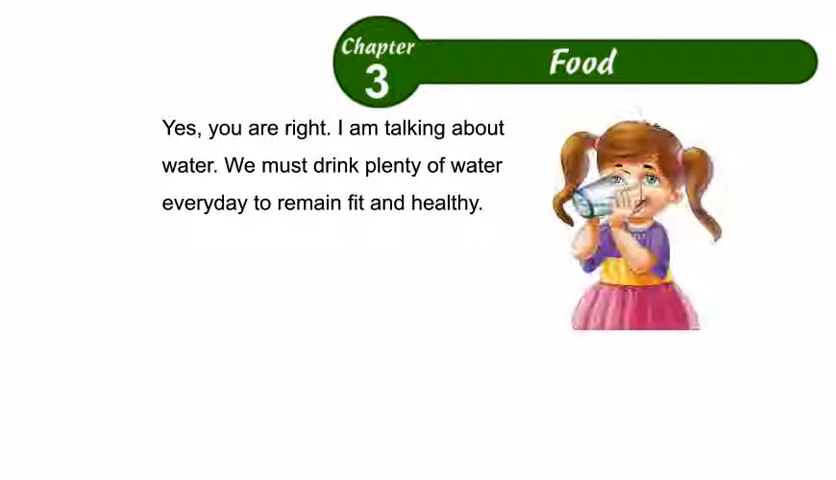 Chapter
3
Food
Yes, you are right. I am talking about
water. We must drink plenty of water
everyday to remain fit and healthy.